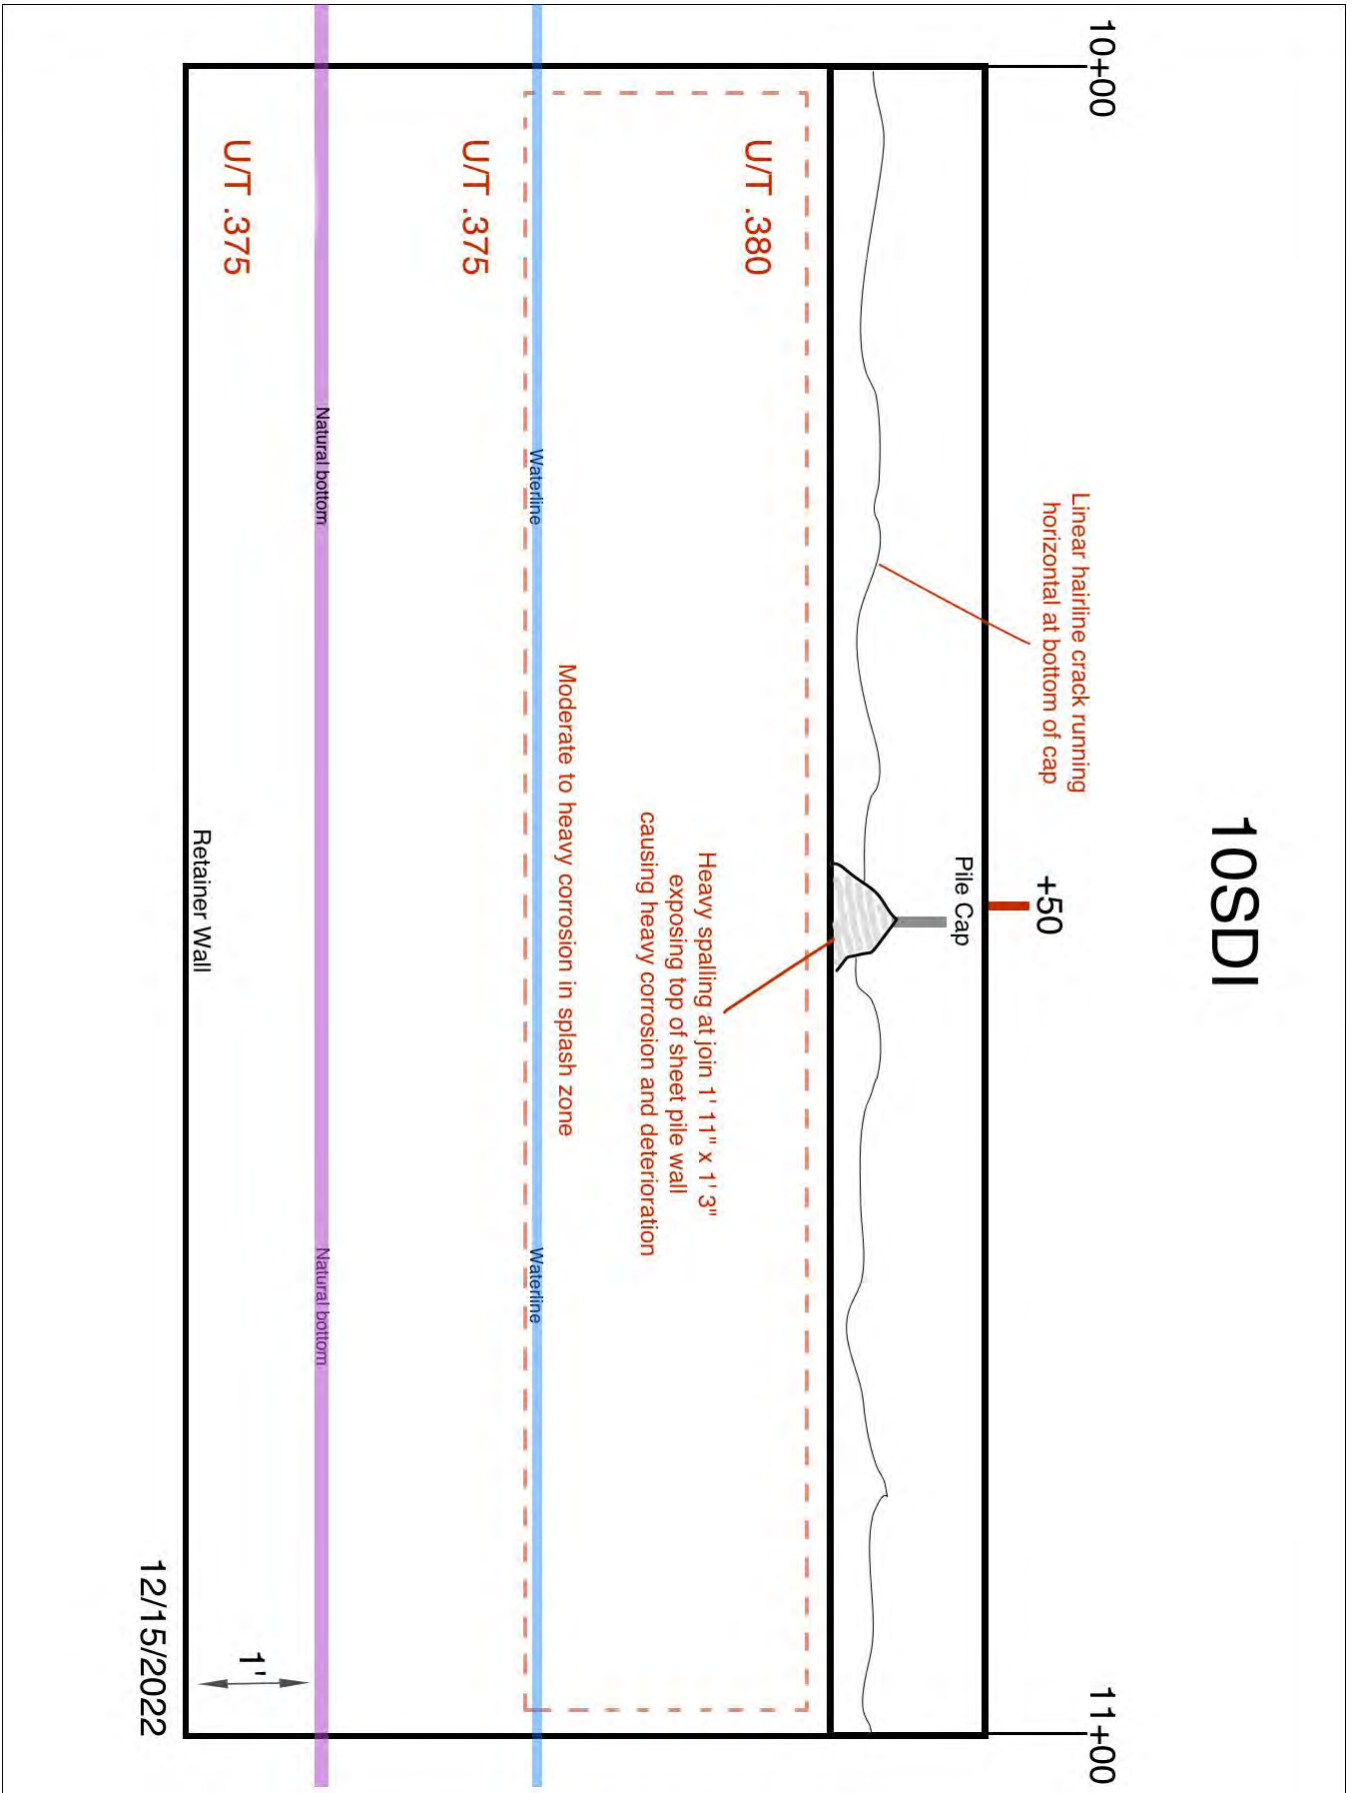 10SDI
10+00
+50
11+00
Linear hairline crack running
horizontal at bottom of cap
Pile Cap
U/T .380
Heavy spalling at join 1' 11" x 1' 3"
exposing top of sheet pile wall
causing heavy corrosion and deterioration
Moderate to heavy corrosion in splash zone
Waterline
Waterline
U/T .375
Natural bottom
Natural bottom
U/T .375
1'
Retainer Wall
12/15/2022